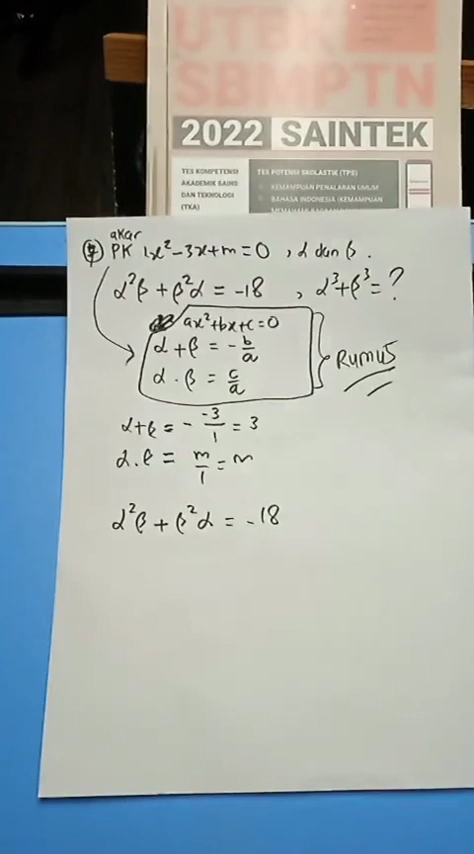 UTBK
SBMPTN
2022 SAINTEK
TES KOMPETENSI
AKADEMIK SAINS
DAN TEKNOLOGI
(TKA)
TES POTENSI SKOLASTIK (TPS)
KEMAMPUAN PENALARAN UMUM
BAHASA INDONESIA (KEMAMPUAN
akar
PK 1x² - 3x + m = 0 , α dan β .
α²β + β²α = -18 , α³ + β³ = ?
ax² + bx + c = 0
α + β = - b/a
α . β = c/a
Rumus
α + β = - -3/1 = 3
α . β = m/1 = m
α²β + β²α = -18